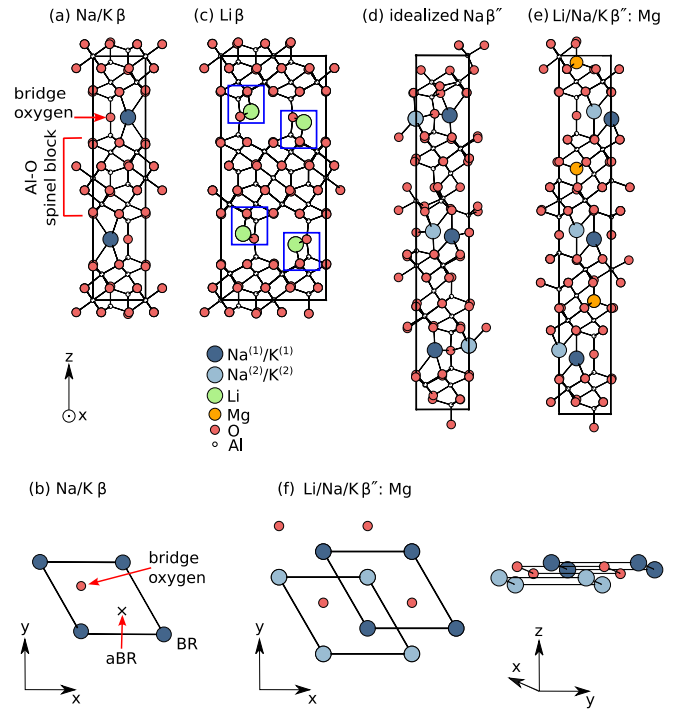 (a) Na/K β
(c) Li β
(d) idealized Na β″
(e) Li/Na/K β″: Mg
bridge
oxygen
Al-O
spinel block
z
x
Na⁽¹⁾/K⁽¹⁾
Na⁽²⁾/K⁽²⁾
Li
Mg
O
Al
(b) Na/K β
(f) Li/Na/K β″: Mg
bridge
oxygen
aBR
BR
y
x
y
x
z
x
y